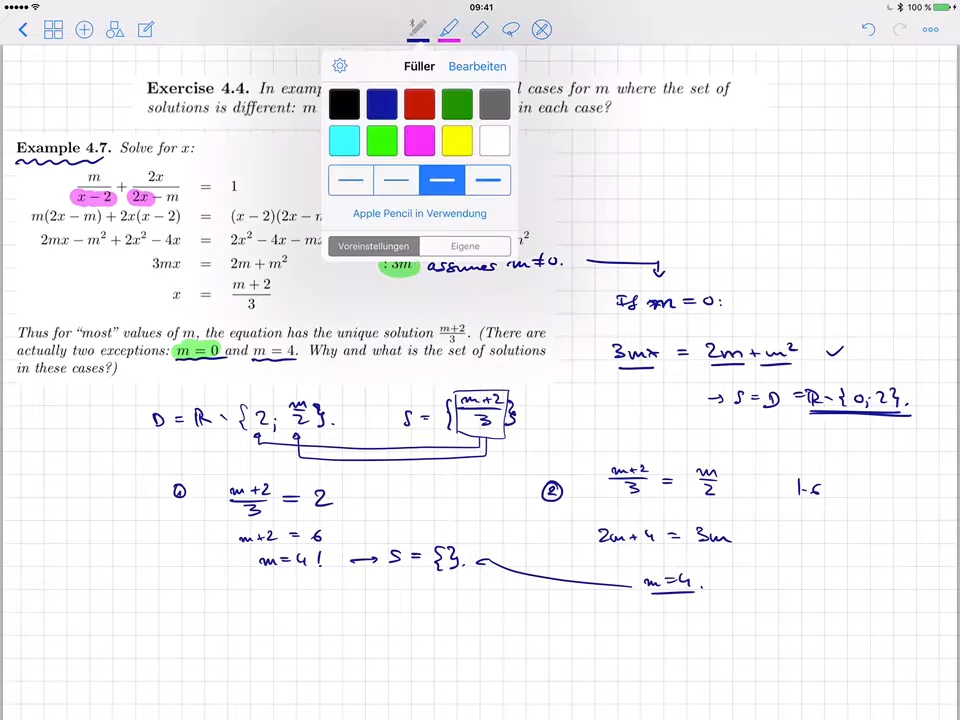 09:41
100 %
Füller Bearbeiten
Apple Pencil in Verwendung
Voreinstellungen Eigene
Exercise 4.4. In examp l cases for m where the set of
solutions is different: m in each case?
Example 4.7. Solve for x:
m/(x − 2) + 2x/(2x − m) = 1
m(2x − m) + 2x(x − 2) = (x − 2)(2x − m
2mx − m² + 2x² − 4x = 2x² − 4x − mx n²
3mx = 2m + m² : 3m assumes m ≠ 0.
x = (m + 2)/3
If m = 0:
Thus for “most” values of m, the equation has the unique solution (m+2)/3. (There are
actually two exceptions: m = 0 and m = 4. Why and what is the set of solutions
in these cases?)
3mx = 2m + m² ✓
→ S = D = ℝ \ {0; 2}.
D = ℝ \ {2; m/2}. S = {(m+2)/3}
① (m+2)/3 = 2
m+2 = 6
m = 4 ! → S = {}.
② (m+2)/3 = m/2 |·6
2m + 4 = 3m
m = 4.